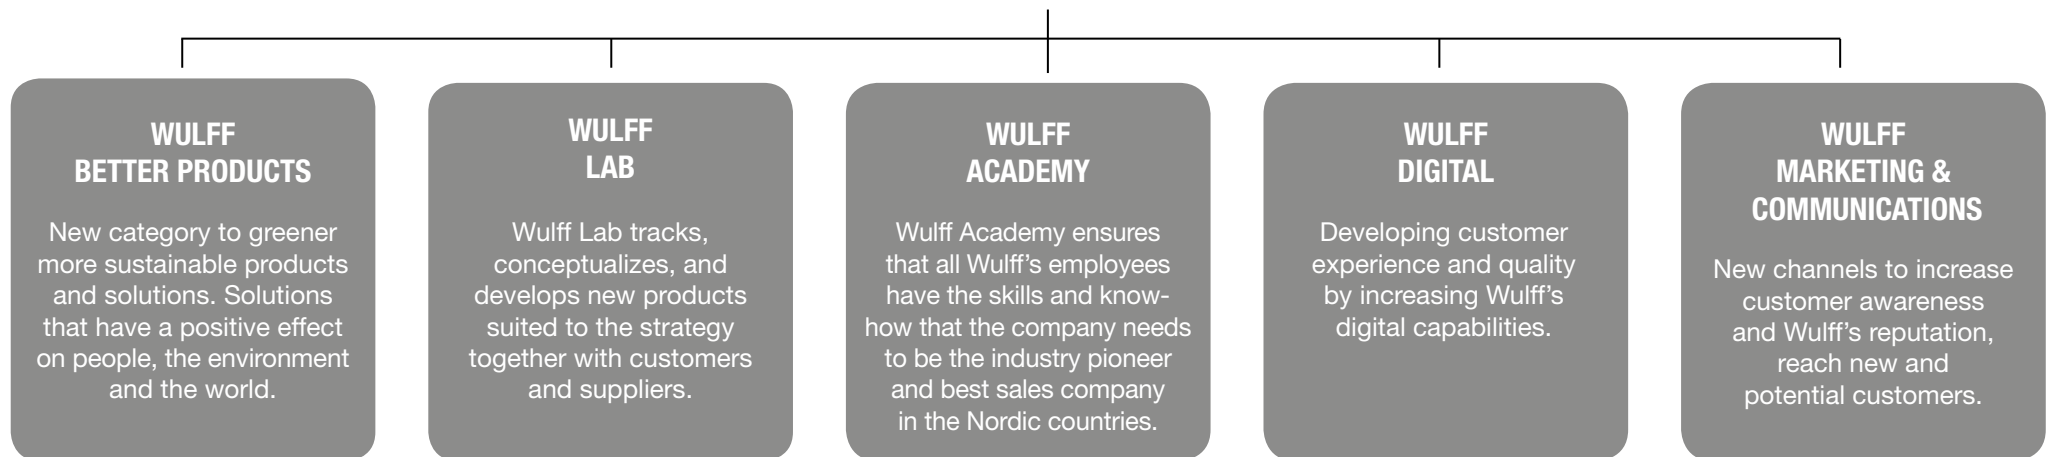 WULFF
BETTER PRODUCTS
New category to greener
more sustainable products
and solutions. Solutions
that have a positive effect
on people, the environment
and the world.
WULFF
LAB
Wulff Lab tracks,
conceptualizes, and
develops new products
suited to the strategy
together with customers
and suppliers.
WULFF
ACADEMY
Wulff Academy ensures
that all Wulff’s employees
have the skills and know-
how that the company needs
to be the industry pioneer
and best sales company
in the Nordic countries.
WULFF
DIGITAL
Developing customer
experience and quality
by increasing Wulff’s
digital capabilities.
WULFF
MARKETING &
COMMUNICATIONS
New channels to increase
customer awareness
and Wulff’s reputation,
reach new and
potential customers.